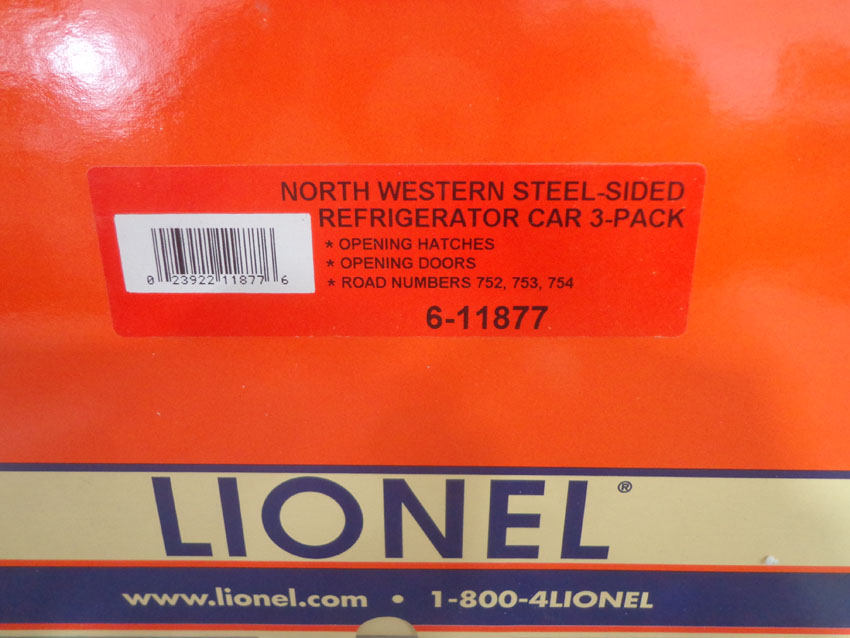 NORTH WESTERN STEEL-SIDED
REFRIGERATOR CAR 3-PACK
* OPENING HATCHES
* OPENING DOORS
* ROAD NUMBERS 752, 753, 754
6-11877
0 23922 11877 6
LIONEL®
www.lionel.com • 1-800-4LIONEL